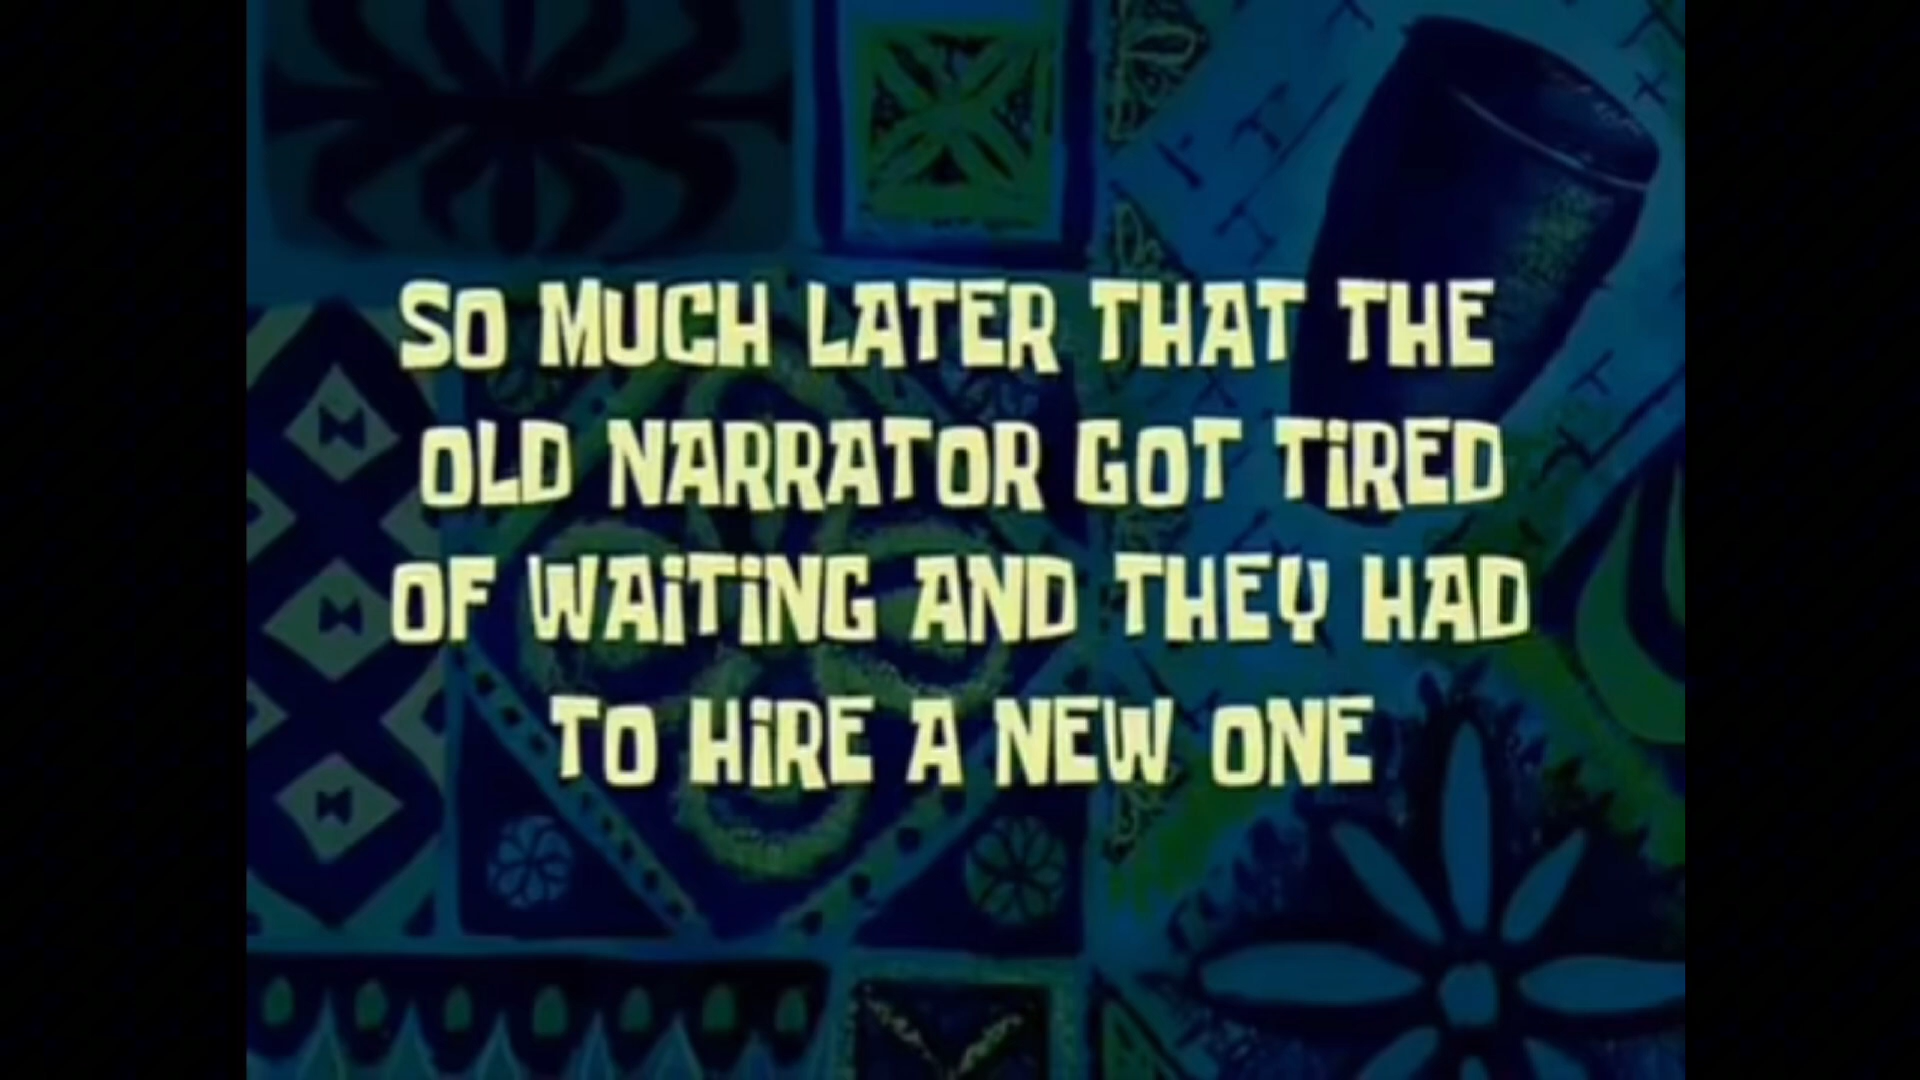 SO MUCH LATER THAT THE
OLD NARRATOR GOT TiRED
OF WAiTiNG AND THEY HAD
TO HiRE A NEW ONE